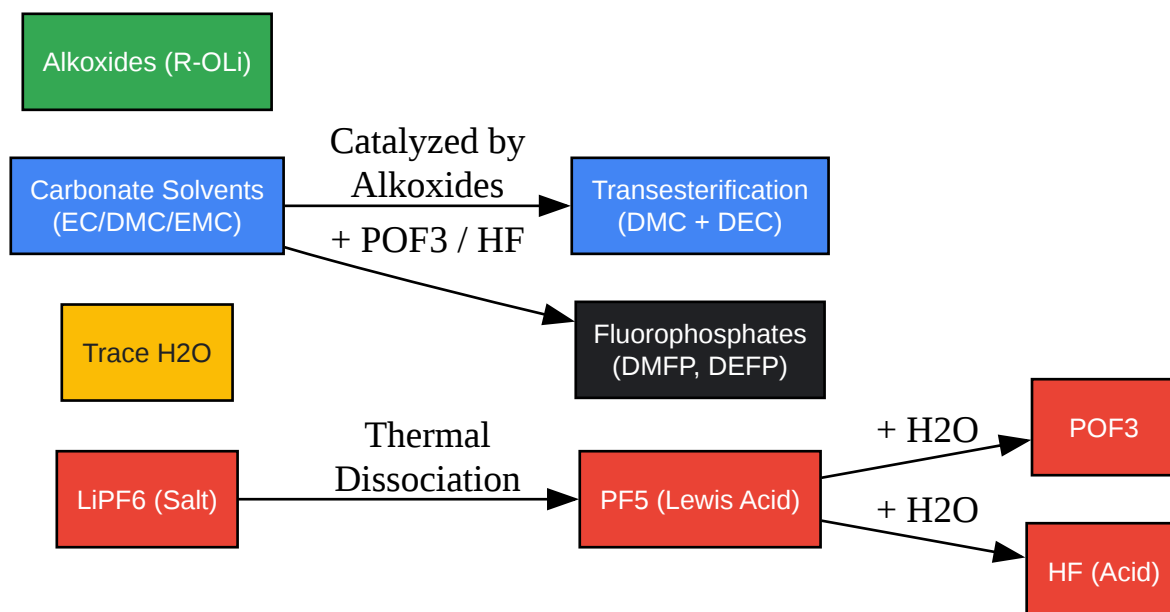 Alkoxides (R-OLi)
Carbonate Solvents
(EC/DMC/EMC)
Catalyzed by
Alkoxides
Transesterification
(DMC + DEC)
+ POF3 / HF
Fluorophosphates
(DMFP, DEFP)
Trace H2O
LiPF6 (Salt)
Thermal
Dissociation
PF5 (Lewis Acid)
+ H2O
POF3
+ H2O
HF (Acid)